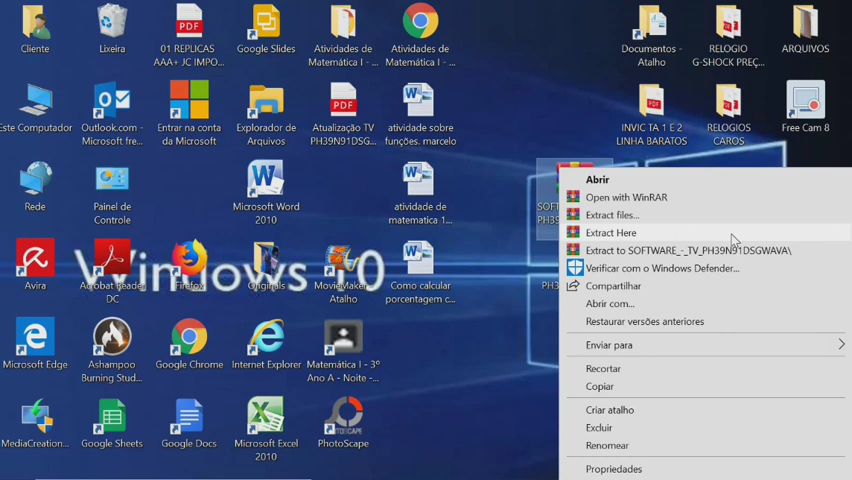 Cliente
Lixeira
01 REPLICAS
AAA+ JC IMPO...
Google Slides
Atividades de
Matemática I - ...
Atividades de
Matemática I - ...
Documentos -
Atalho
RELOGIO
G-SHOCK PREÇ...
ARQUIVOS
Este Computador
Outlook.com -
Microsoft fre...
Entrar na conta
da Microsoft
Explorador de
Arquivos
Atualização TV
PH39N91DSG...
atividade sobre
funções. marcelo
INVIC TA 1 E 2
LINHA BARATOS
RELOGIOS
CAROS
Free Cam 8
Rede
Painel de
Controle
Microsoft Word
2010
atividade de
matematica 1...
Avira
Acrobat Reader
DC
Firefox
Originals
MovieMaker -
Atalho
Como calcular
porcentagem c...
Windows 10
Microsoft Edge
Ashampoo
Burning Stud...
Google Chrome
Internet Explorer
Matemática I - 3º
Ano A - Noite -...
MediaCreation...
Google Sheets
Google Docs
Microsoft Excel
2010
PhotoScape
Abrir
Open with WinRAR
Extract files...
Extract Here
Extract to SOFTWARE_-_TV_PH39N91DSGWAVA\
Verificar com o Windows Defender...
Compartilhar
Abrir com...
Restaurar versões anteriores
Enviar para
Recortar
Copiar
Criar atalho
Excluir
Renomear
Propriedades